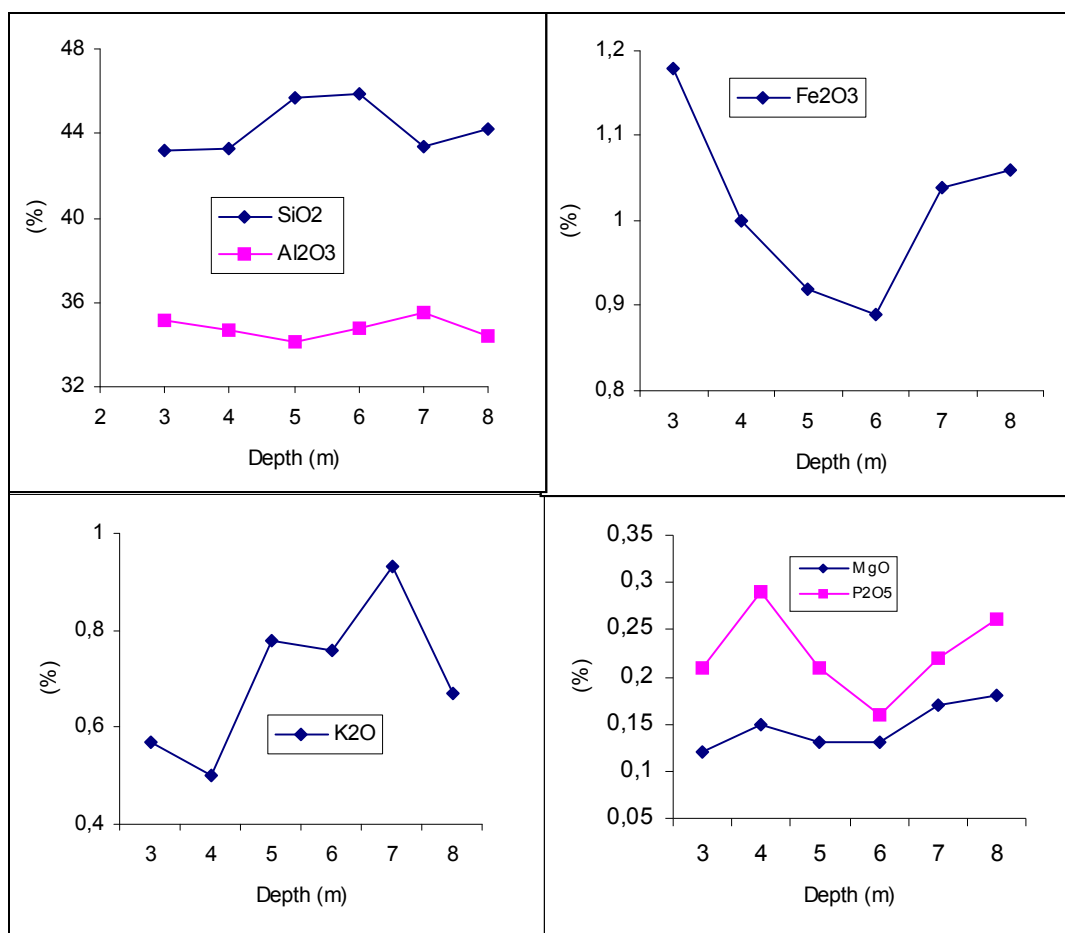 48
44
40
36
32
(%)
SiO2
Al2O3
2 3 4 5 6 7 8
Depth (m)
1,2
1,1
1
0,9
0,8
(%)
Fe2O3
3 4 5 6 7 8
Depth (m)
1
0,8
0,6
0,4
(%)
K2O
3 4 5 6 7 8
Depth (m)
0,35
0,3
0,25
0,2
0,15
0,1
0,05
(%)
MgO
P2O5
3 4 5 6 7 8
Depth (m)